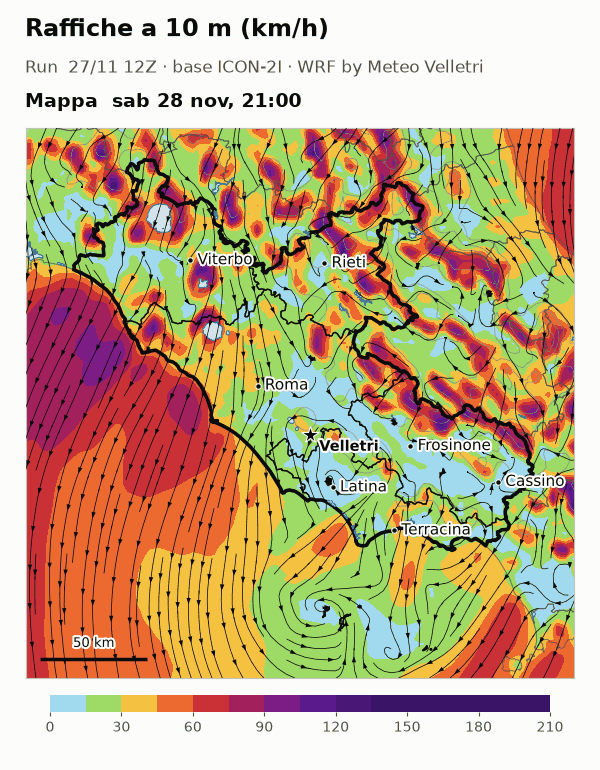 Raffiche a 10 m (km/h)
Run  27/11 12Z · base ICON-2I · WRF by Meteo Velletri
Mappa  sab 28 nov, 21:00
Viterbo
Rieti
Roma
Velletri
Frosinone
Cassino
Latina
Terracina
50 km
0 30 60 90 120 150 180 210